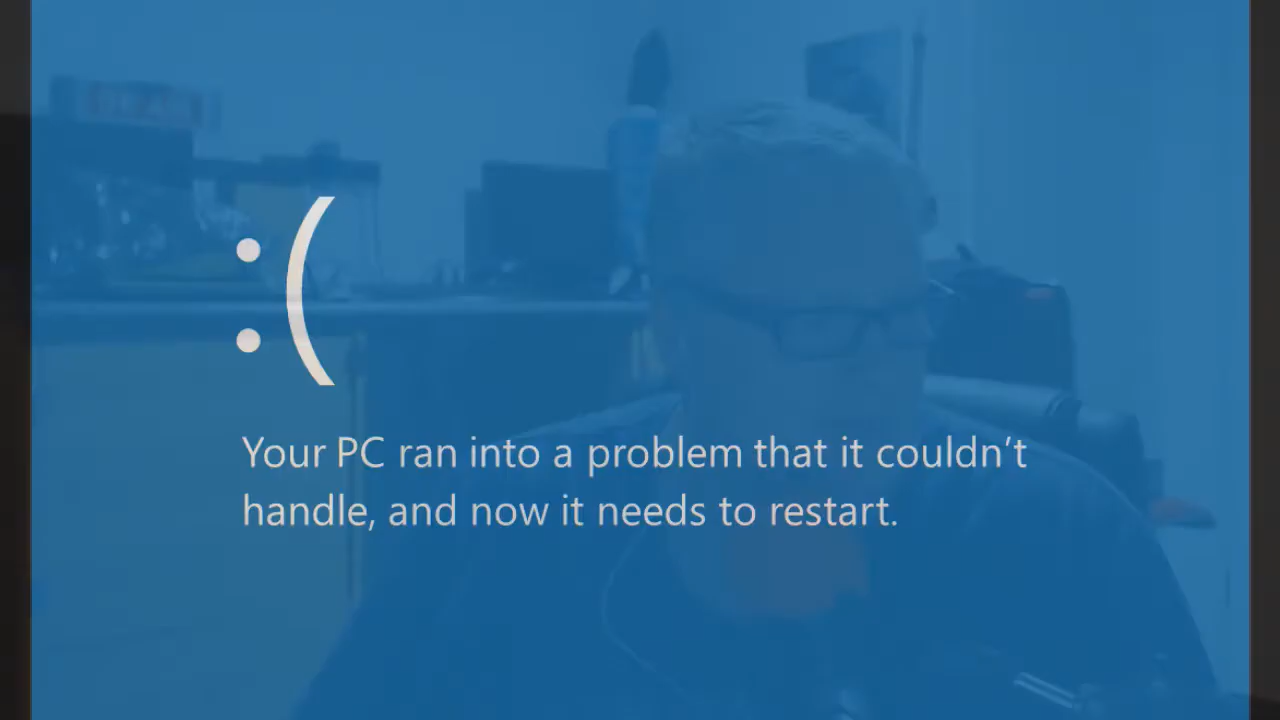 :(
Your PC ran into a problem that it couldn’t
handle, and now it needs to restart.